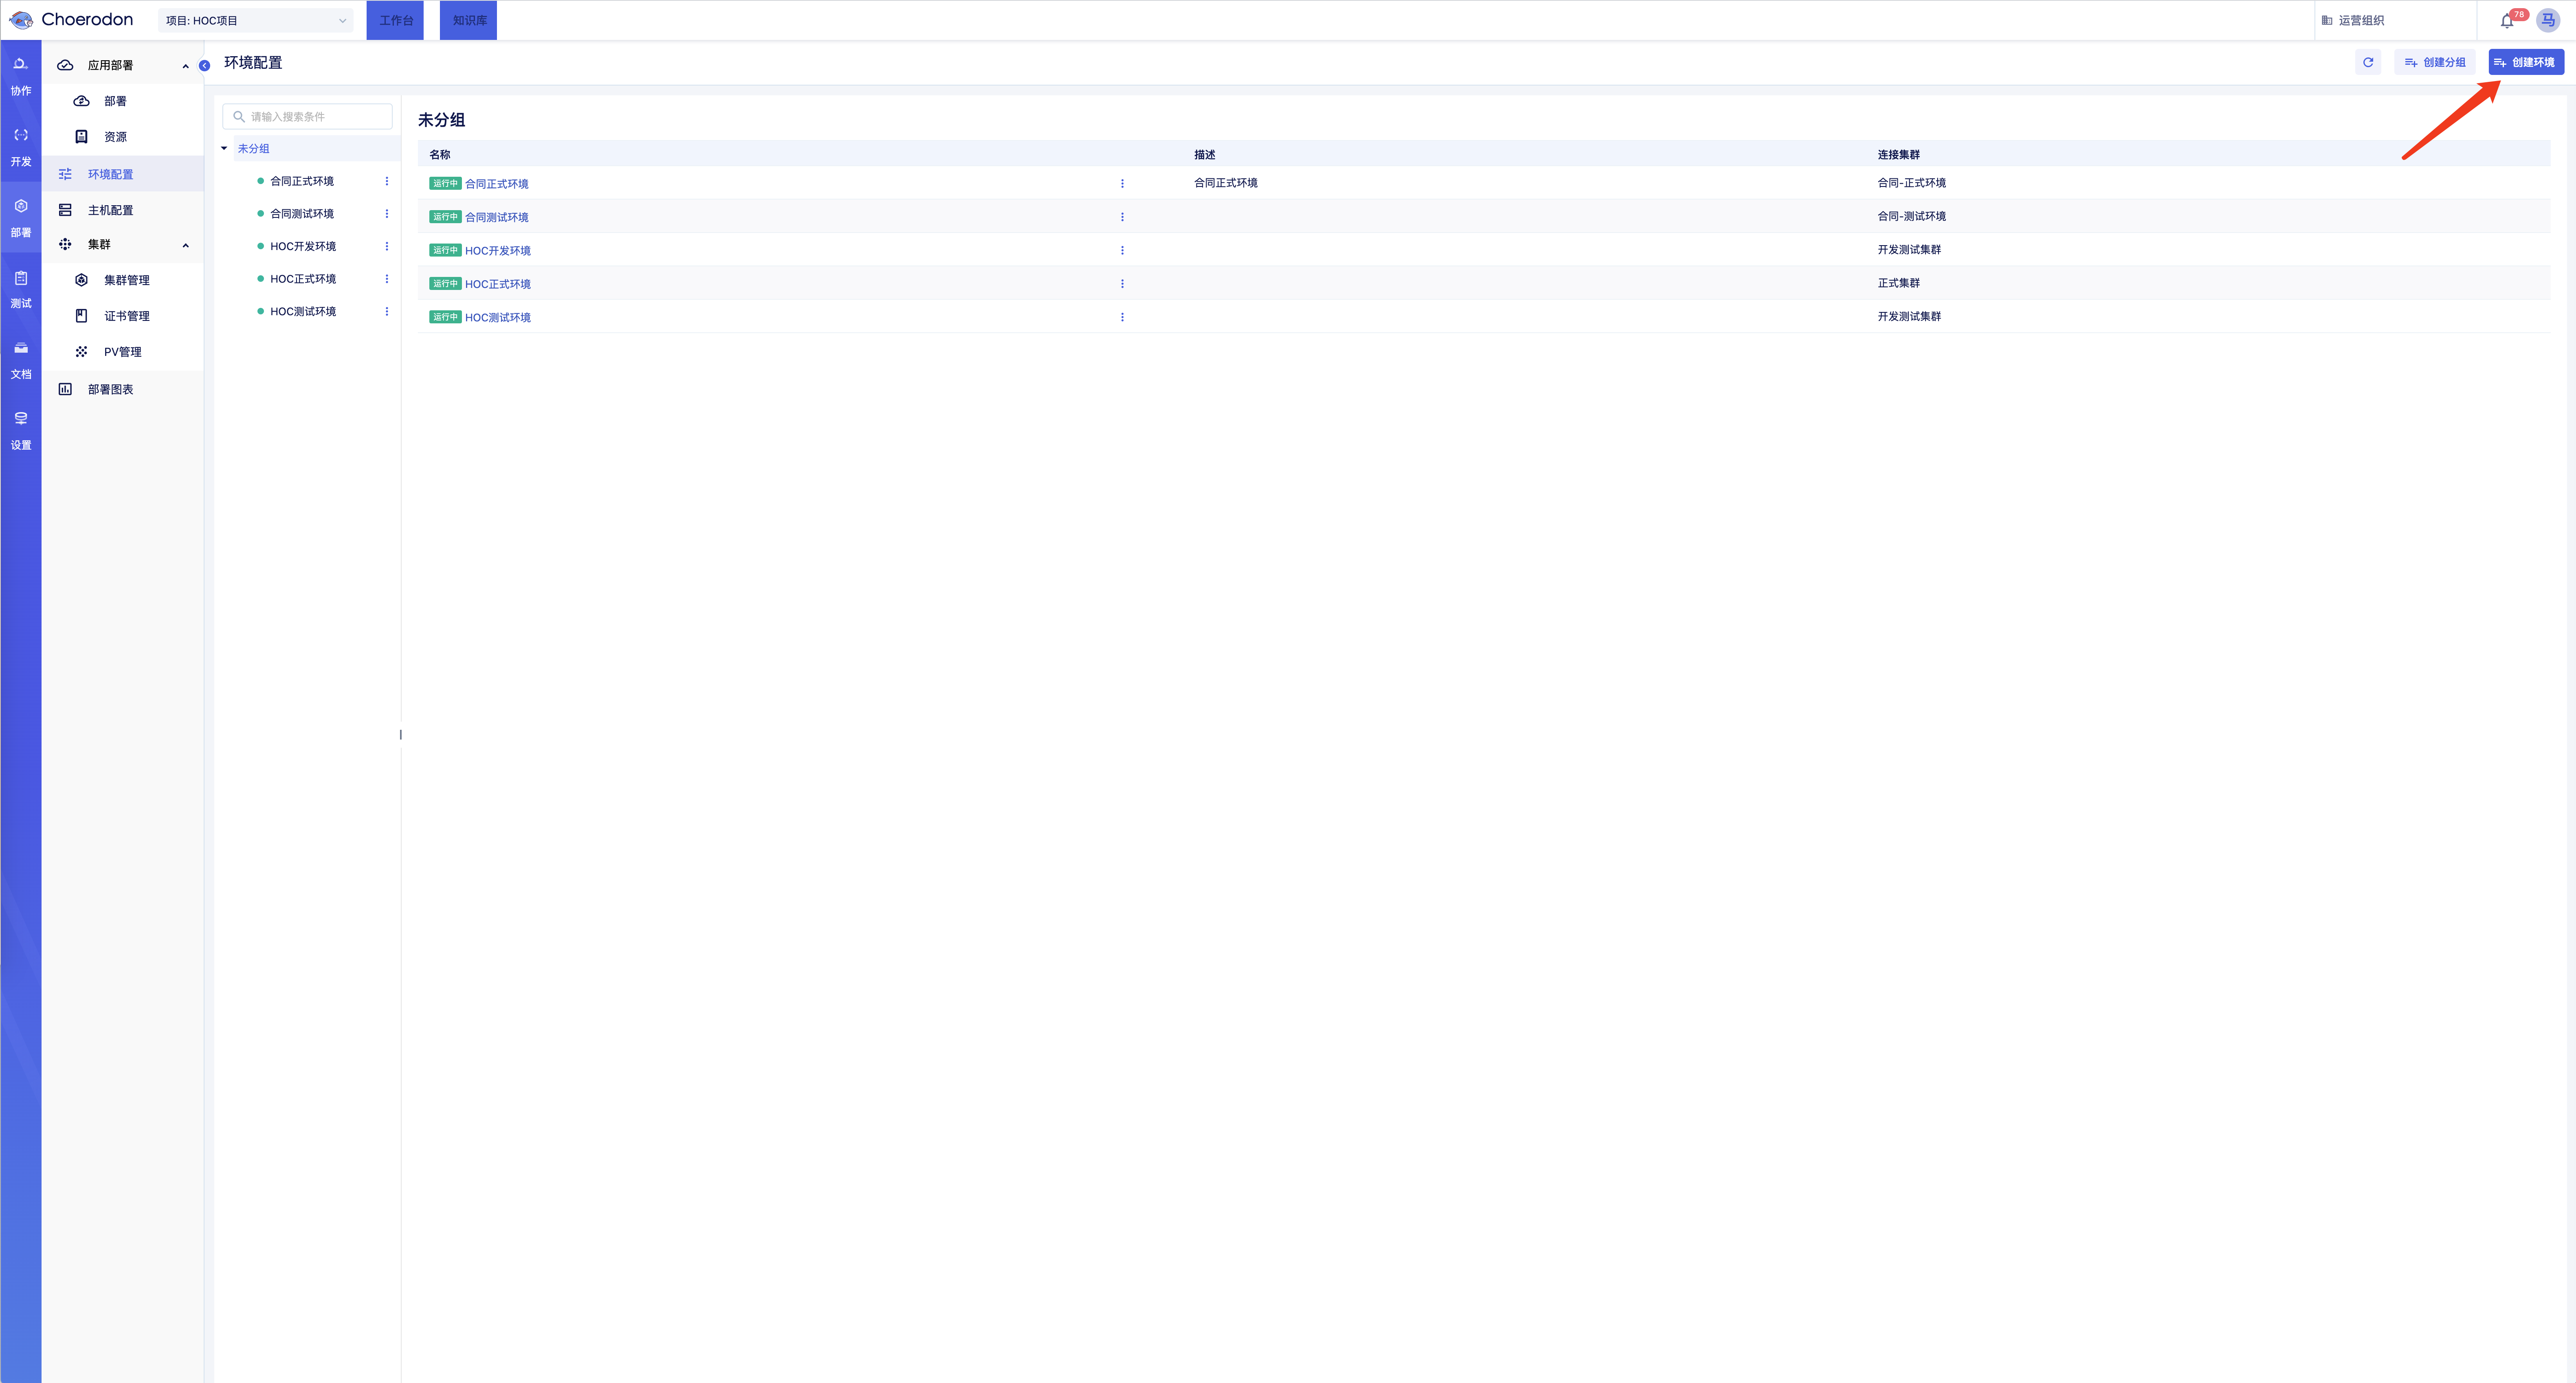 Choerodon
项目: HOC项目
工作台
知识库
运营组织
78
马
协作
开发
部署
测试
文档
设置
应用部署
部署
资源
环境配置
主机配置
集群
集群管理
证书管理
PV管理
部署图表
环境配置
创建分组
创建环境
请输入搜索条件
未分组
合同正式环境
合同测试环境
HOC开发环境
HOC正式环境
HOC测试环境
未分组
名称 描述 连接集群
运行中 合同正式环境 合同正式环境 合同-正式环境
运行中 合同测试环境 合同-测试环境
运行中 HOC开发环境 开发测试集群
运行中 HOC正式环境 正式集群
运行中 HOC测试环境 开发测试集群